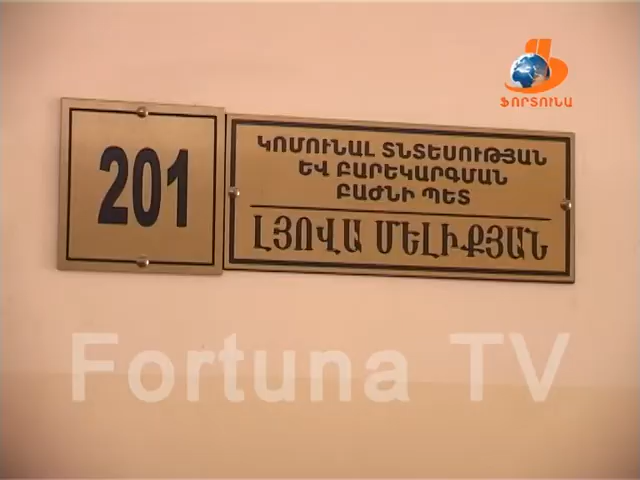 ՖՈՐՏՈՒՆԱ
201
ԿՈՄՈՒՆԱԼ ՏՆՏԵՍՈՒԹՅԱՆ
ԵՎ ԲԱՐԵԿԱՐԳՄԱՆ
ԲԱԺՆԻ ՊԵՏ
ԼՅՈՎԱ ՄԵԼԻՔՅԱՆ
Fortuna TV